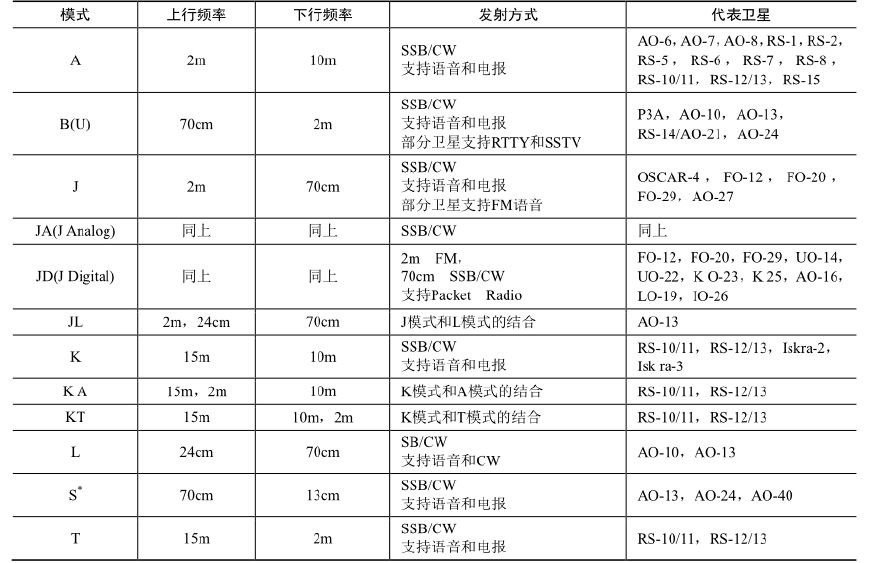 模式 上行频率 下行频率 发射方式 代表卫星
A 2m 10m SSB/CW 支持语音和电报 AO-6，AO-7，AO-8，RS-1，RS-2，
RS-5，RS-6，RS-7，RS-8，
RS-10/11，RS-12/13，RS-15
B(U) 70cm 2m SSB/CW
支持语音和电报
部分卫星支持RTTY和SSTV
P3A，AO-10，AO-13，
RS-14/AO-21，AO-24
J 2m 70cm SSB/CW
支持语音和电报
部分卫星支持FM语音
OSCAR-4，FO-12，FO-20，
FO-29，AO-27
JA(J Analog) 同上 同上 SSB/CW 同上
JD(J Digital) 同上 同上 2m FM，
70cm SSB/CW
支持Packet Radio
FO-12，FO-20，FO-29，UO-14，
UO-22，K O-23，K 25，AO-16，
LO-19，IO-26
JL 2m，24cm 70cm J模式和L模式的结合 AO-13
K 15m 10m SSB/CW
支持语音和电报
RS-10/11，RS-12/13，Iskra-2，
Isk ra-3
K A 15m，2m 10m K模式和A模式的结合 RS-10/11，RS-12/13
KT 15m 10m，2m K模式和T模式的结合 RS-10/11，RS-12/13
L 24cm 70cm SB/CW
支持语音和CW
AO-10，AO-13
S* 70cm 13cm SSB/CW
支持语音和电报
AO-13，AO-24，AO-40
T 15m 2m SSB/CW
支持语音和电报
RS-10/11，RS-12/13